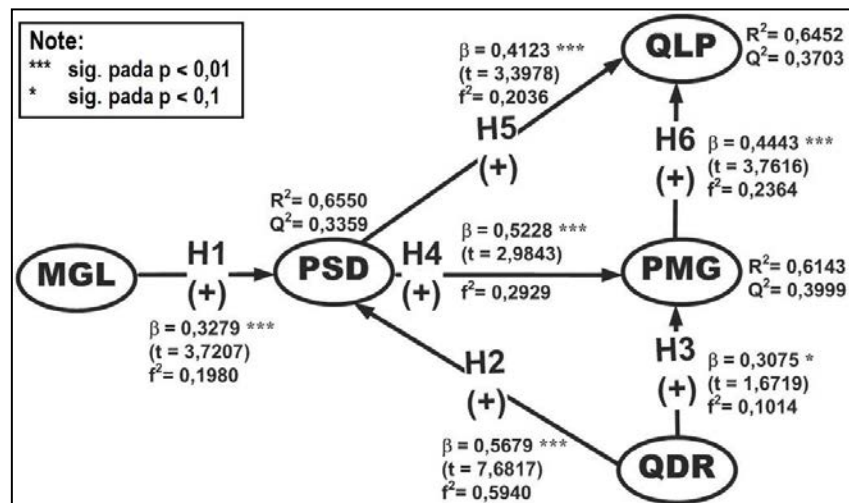 Note:
*** sig. pada p < 0,01
* sig. pada p < 0,1
β = 0,4123 ***
(t = 3,3978)
f²= 0,2036
QLP
R²= 0,6452
Q²= 0,3703
H5
(+)
H6
(+)
β = 0,4443 ***
(t = 3,7616)
f²= 0,2364
R²= 0,6550
Q²= 0,3359
MGL
H1
(+)
β = 0,3279 ***
(t = 3,7207)
f²= 0,1980
PSD
H4
(+)
β = 0,5228 ***
(t = 2,9843)
f²= 0,2929
PMG
R²= 0,6143
Q²= 0,3999
H2
(+)
β = 0,5679 ***
(t = 7,6817)
f²= 0,5940
H3
(+)
β = 0,3075 *
(t = 1,6719)
f²= 0,1014
QDR